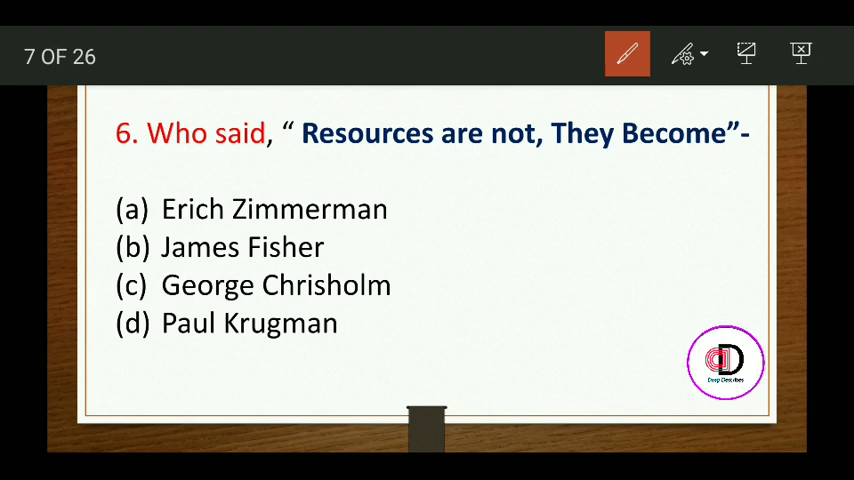 7 OF 26
6. Who said, “ Resources are not, They Become”-
(a) Erich Zimmerman
(b) James Fisher
(c) George Chrisholm
(d) Paul Krugman
Deep Describes